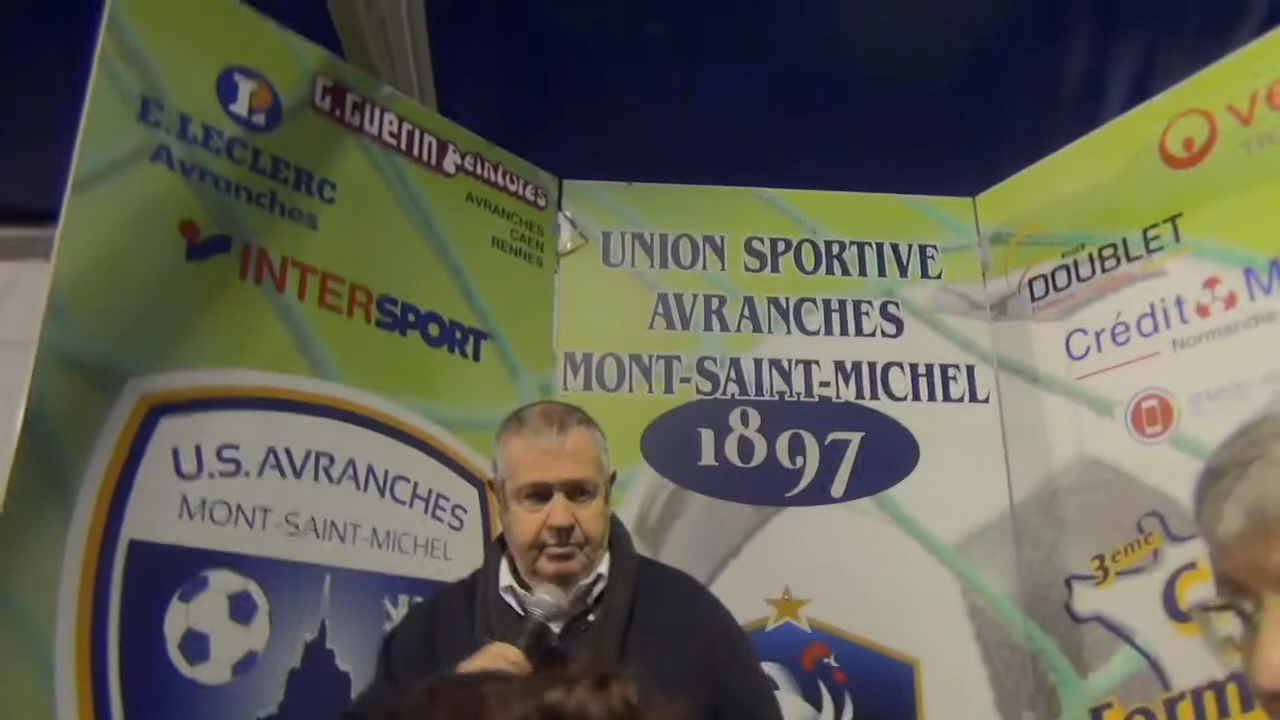 E.LECLERC
Avranches
G.GUERIN Peintures
AVRANCHES
CAEN
RENNES
INTERSPORT
U.S. AVRANCHES
MONT-SAINT-MICHEL
UNION SPORTIVE
AVRANCHES
MONT-SAINT-MICHEL
1897
DOUBLET
Crédit
Normandie
3eme